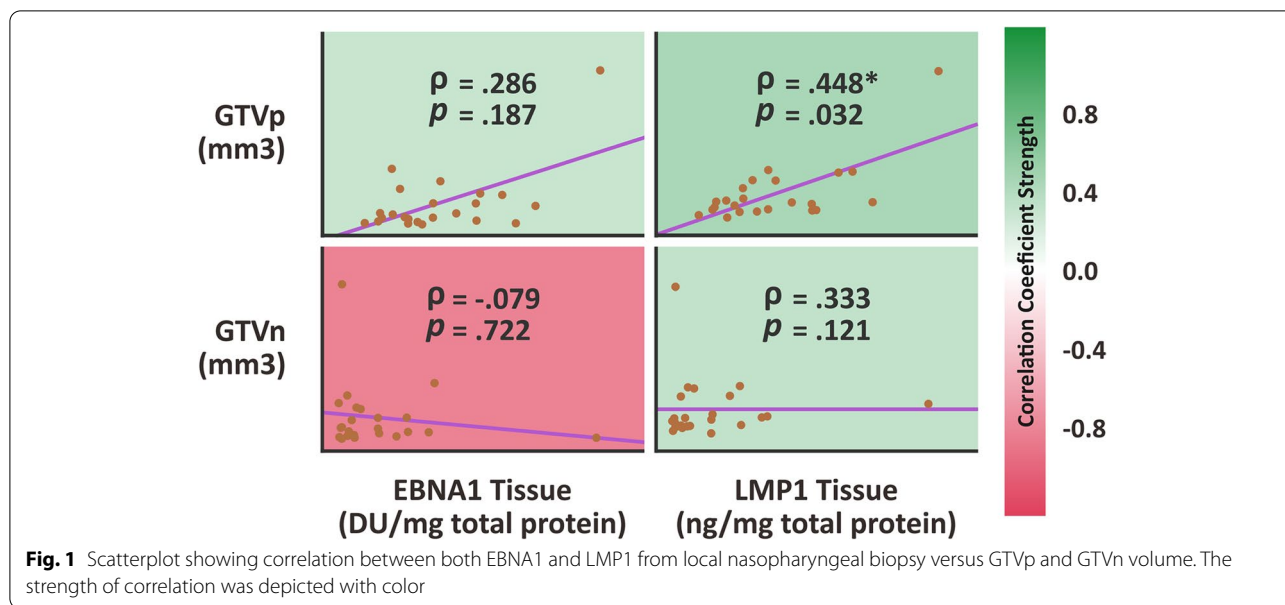 GTVp
(mm3)
ρ = .286
p = .187
ρ = .448*
p = .032
GTVn
(mm3)
ρ = -.079
p = .722
ρ = .333
p = .121
EBNA1 Tissue
(DU/mg total protein)
LMP1 Tissue
(ng/mg total protein)
Correlation Coeeficient Strength
0.8
0.4
0.0
-0.4
-0.8
Fig. 1 Scatterplot showing correlation between both EBNA1 and LMP1 from local nasopharyngeal biopsy versus GTVp and GTVn volume. The
strength of correlation was depicted with color